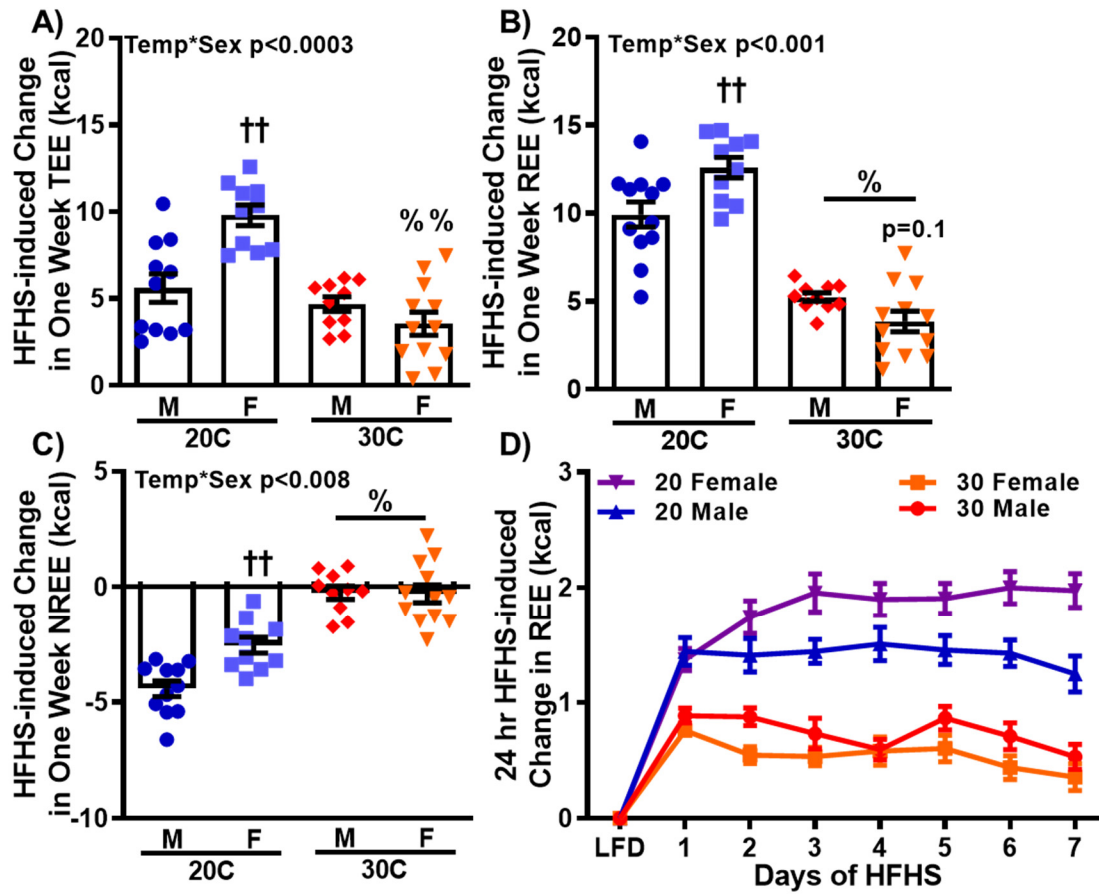 A)
Temp*Sex p<0.0003
HFHS-induced Change
in One Week TEE (kcal)
20
15
10
5
0
††
% %
M F M F
20C 30C
B)
Temp*Sex p<0.001
HFHS-induced Change
in One Week REE (kcal)
20
15
10
5
0
††
%
p=0.1
M F M F
20C 30C
C)
Temp*Sex p<0.008
HFHS-induced Change
in One Week NREE (kcal)
5
0
-5
-10
††
%
M F M F
20C 30C
D)
20 Female
20 Male
30 Female
30 Male
24 hr HFHS-induced
Change in REE (kcal)
3
2
1
0
LFD 1 2 3 4 5 6 7
Days of HFHS